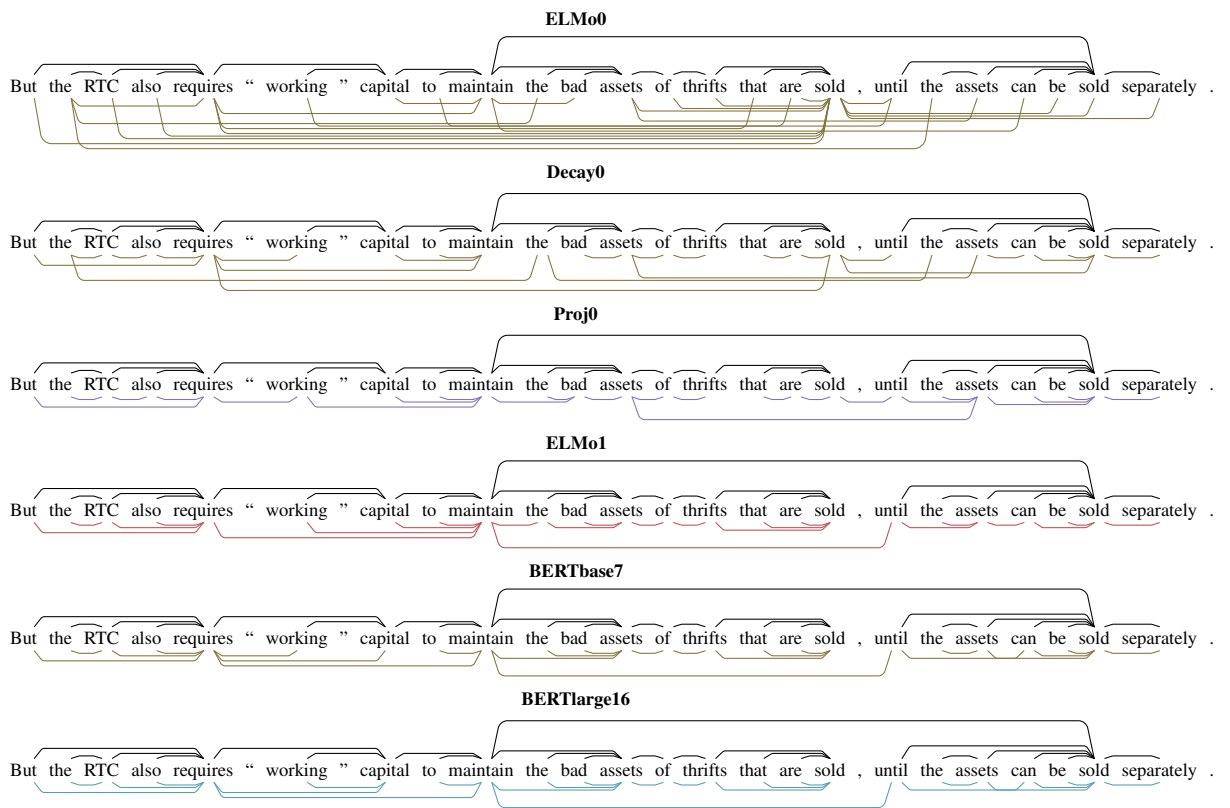 ELMo0
But the RTC also requires “ working ” capital to maintain the bad assets of thrifts that are sold , until the assets can be sold separately .
Decay0
But the RTC also requires “ working ” capital to maintain the bad assets of thrifts that are sold , until the assets can be sold separately .
Proj0
But the RTC also requires “ working ” capital to maintain the bad assets of thrifts that are sold , until the assets can be sold separately .
ELMo1
But the RTC also requires “ working ” capital to maintain the bad assets of thrifts that are sold , until the assets can be sold separately .
BERTbase7
But the RTC also requires “ working ” capital to maintain the bad assets of thrifts that are sold , until the assets can be sold separately .
BERTlarge16
But the RTC also requires “ working ” capital to maintain the bad assets of thrifts that are sold , until the assets can be sold separately .